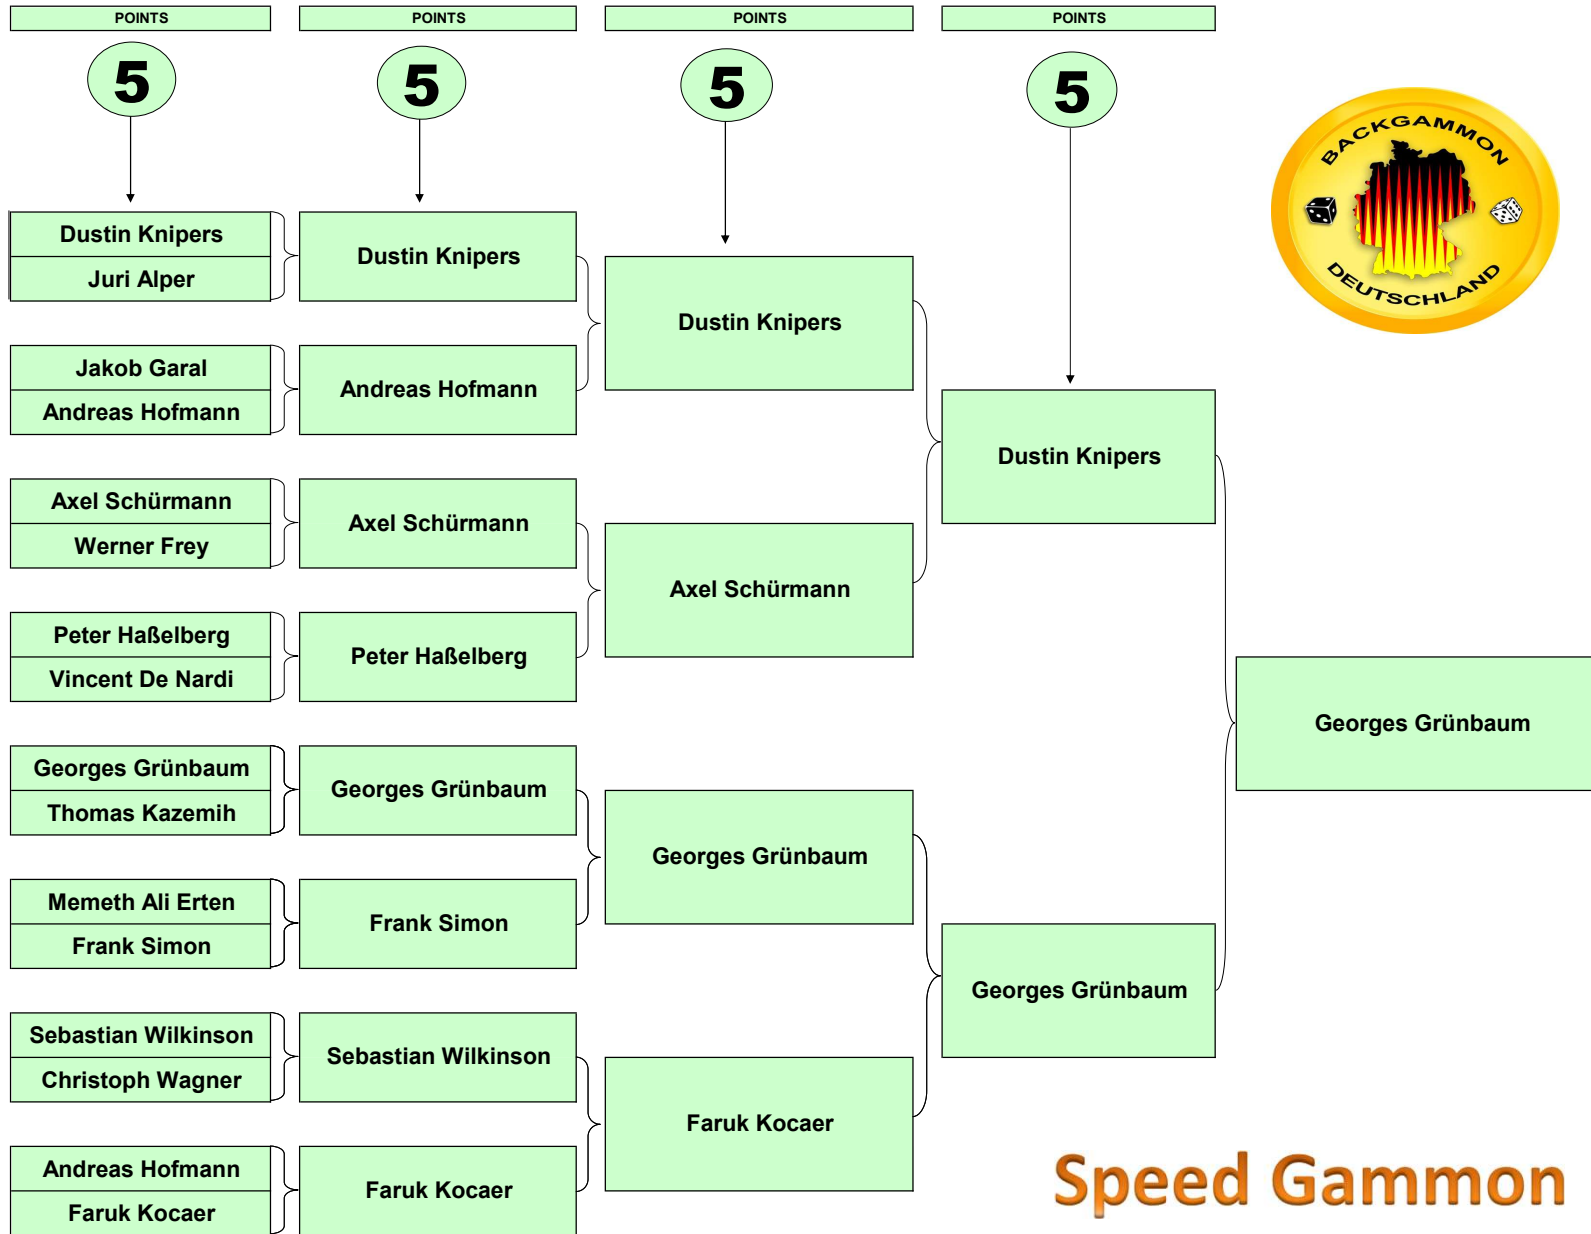 POINTS
POINTS
POINTS
POINTS
5
5
5
5
BACKGAMMON
DEUTSCHLAND
Dustin Knipers
Juri Alper
Jakob Garal
Andreas Hofmann
Axel Schürmann
Werner Frey
Peter Haßelberg
Vincent De Nardi
Georges Grünbaum
Thomas Kazemih
Memeth Ali Erten
Frank Simon
Sebastian Wilkinson
Christoph Wagner
Andreas Hofmann
Faruk Kocaer
Dustin Knipers
Andreas Hofmann
Axel Schürmann
Peter Haßelberg
Georges Grünbaum
Frank Simon
Sebastian Wilkinson
Faruk Kocaer
Dustin Knipers
Axel Schürmann
Georges Grünbaum
Faruk Kocaer
Dustin Knipers
Georges Grünbaum
Georges Grünbaum
Speed Gammon